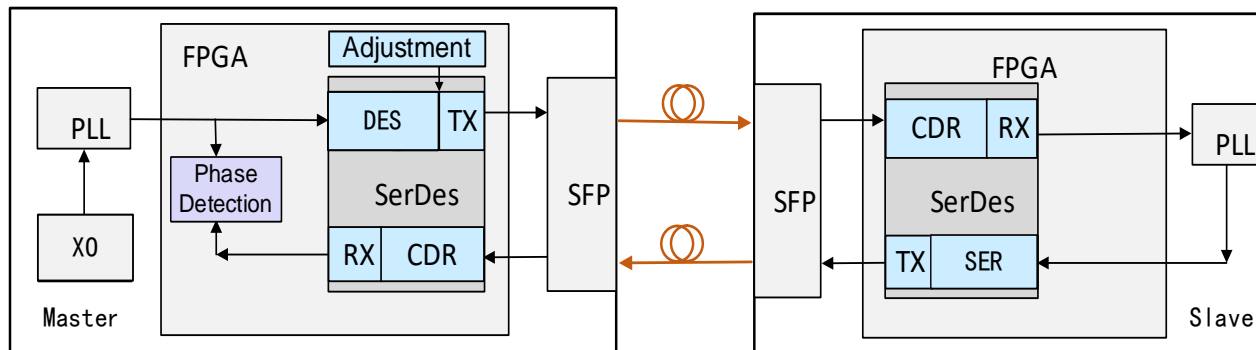 FPGA
Adjustment
PLL
DES
TX
Phase
Detection
SerDes
SFP
XO
RX
CDR
Master
FPGA
CDR
RX
PLL
SFP
SerDes
TX
SER
Slave